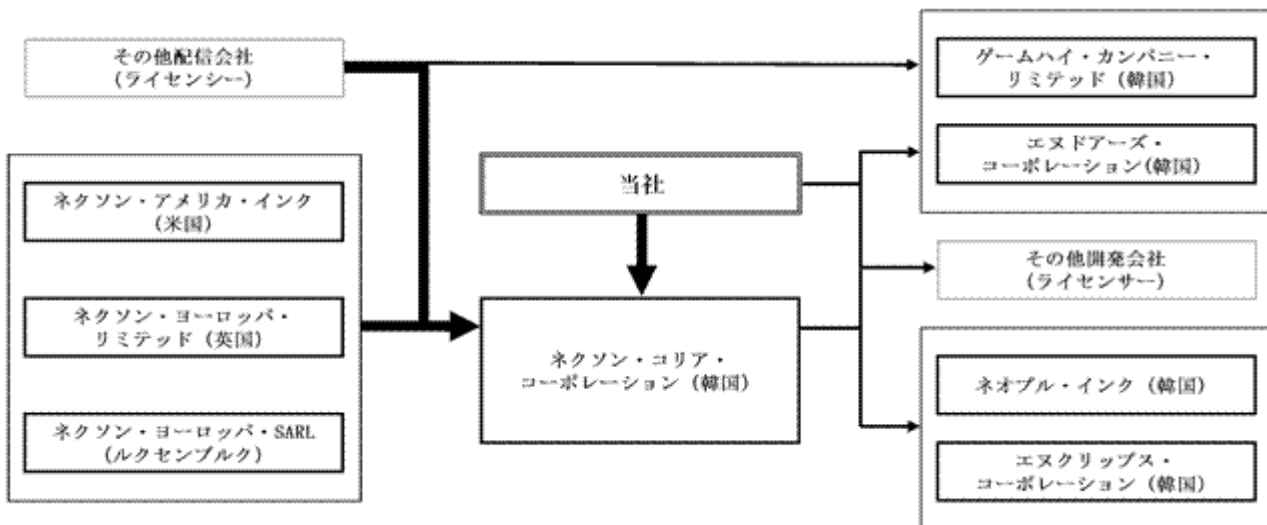 その他配信会社
(ライセンシー)
ネクソン・アメリカ・インク
(米国)
ネクソン・ヨーロッパ・
リミテッド (英国)
ネクソン・ヨーロッパ・SARL
(ルクセンブルク)
当社
ネクソン・コリア・
コーポレーション (韓国)
ゲームハイ・カンパニー・
リミテッド (韓国)
エヌドアーズ・
コーポレーション(韓国)
その他開発会社
(ライセンサー)
ネオプル・インク (韓国)
エヌクリップス・
コーポレーション (韓国)